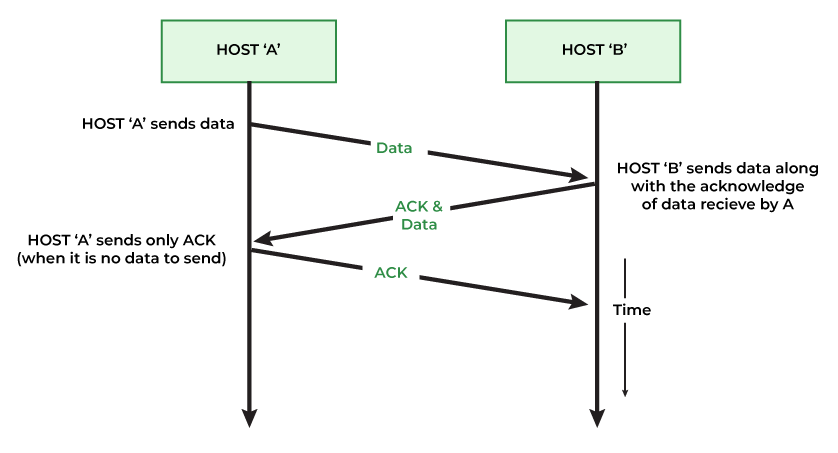 HOST ‘A’
HOST ‘B’
HOST ‘A’ sends data
Data
HOST ‘B’ sends data along
with the acknowledge
of data recieve by A
ACK &
Data
HOST ‘A’ sends only ACK
(when it is no data to send)
ACK
Time